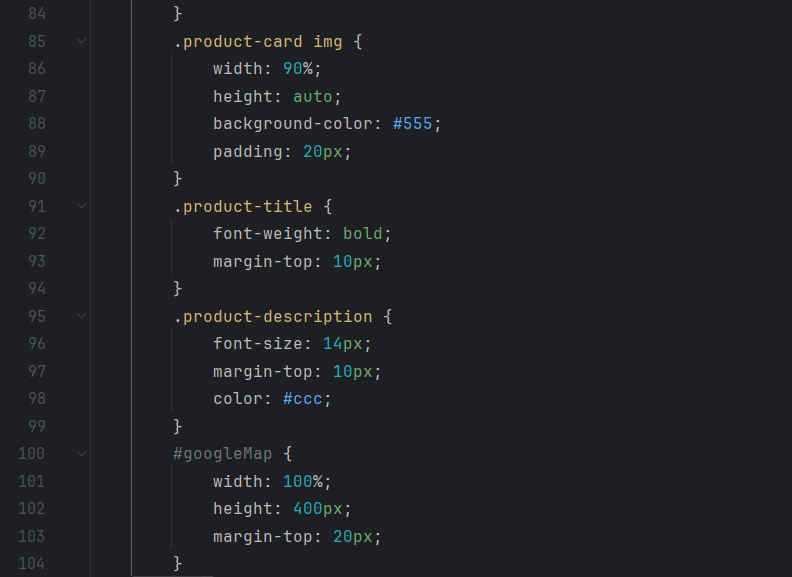 84 }
85 .product-card img {
86 width: 90%;
87 height: auto;
88 background-color: #555;
89 padding: 20px;
90 }
91 .product-title {
92 font-weight: bold;
93 margin-top: 10px;
94 }
95 .product-description {
96 font-size: 14px;
97 margin-top: 10px;
98 color: #ccc;
99 }
100 #googleMap {
101 width: 100%;
102 height: 400px;
103 margin-top: 20px;
104 }